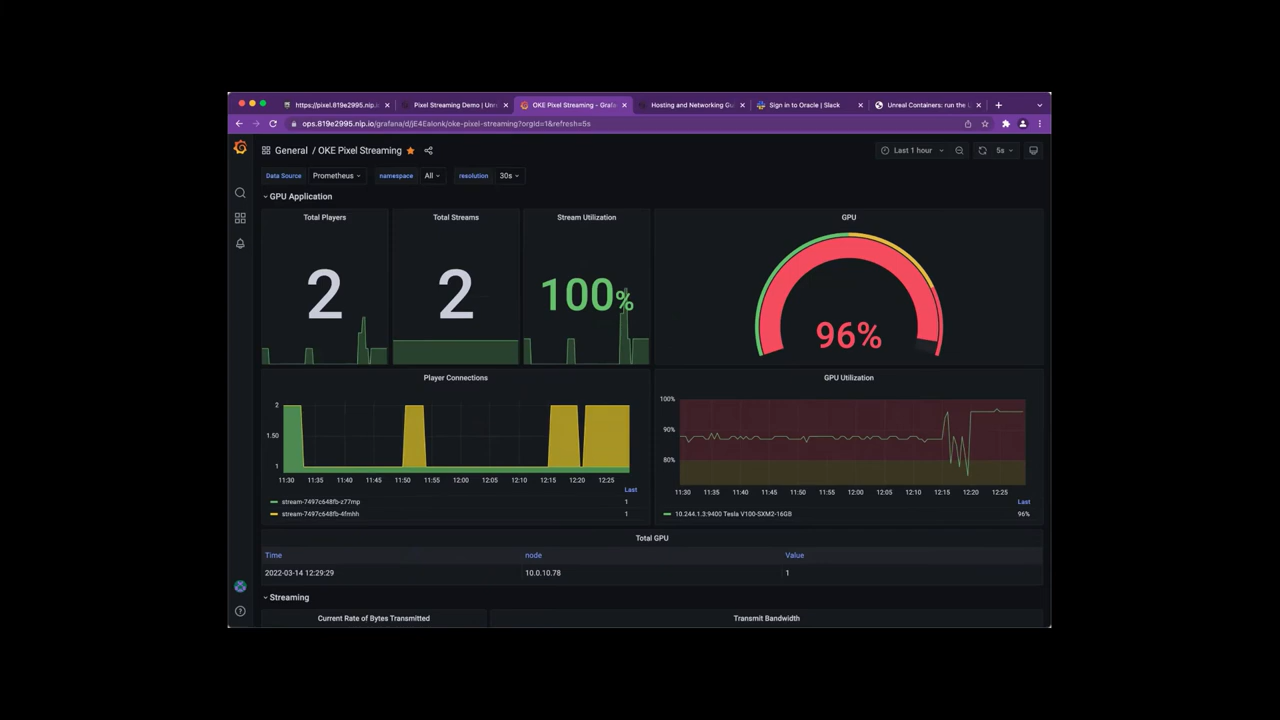 https://pixel.819e2995.nip.io
Pixel Streaming Demo | Unre
OKE Pixel Streaming - Grafa
Hosting and Networking Gu
Sign in to Oracle | Slack
Unreal Containers: run the U
ops.819e2995.nip.io/grafana/d/jE4Ealonk/oke-pixel-streaming?orgId=1&refresh=5s
General / OKE Pixel Streaming
Last 1 hour
5s
Data Source Prometheus namespace All resolution 30s
GPU Application
Total Players
2
Total Streams
2
Stream Utilization
100%
GPU
96%
Player Connections
2
1.50
1
11:30 11:35 11:40 11:45 11:50 11:55 12:00 12:05 12:10 12:15 12:20 12:25
Last
stream-7497c648fb-z77mp 1
stream-7497c648fb-4fmhh 1
GPU Utilization
100%
90%
80%
11:30 11:35 11:40 11:45 11:50 11:55 12:00 12:05 12:10 12:15 12:20 12:25
Last
10.244.1.3:9400 Tesla V100-SXM2-16GB 96%
Total GPU
Time node Value
2022-03-14 12:29:29 10.0.10.78 1
Streaming
Current Rate of Bytes Transmitted
Transmit Bandwidth